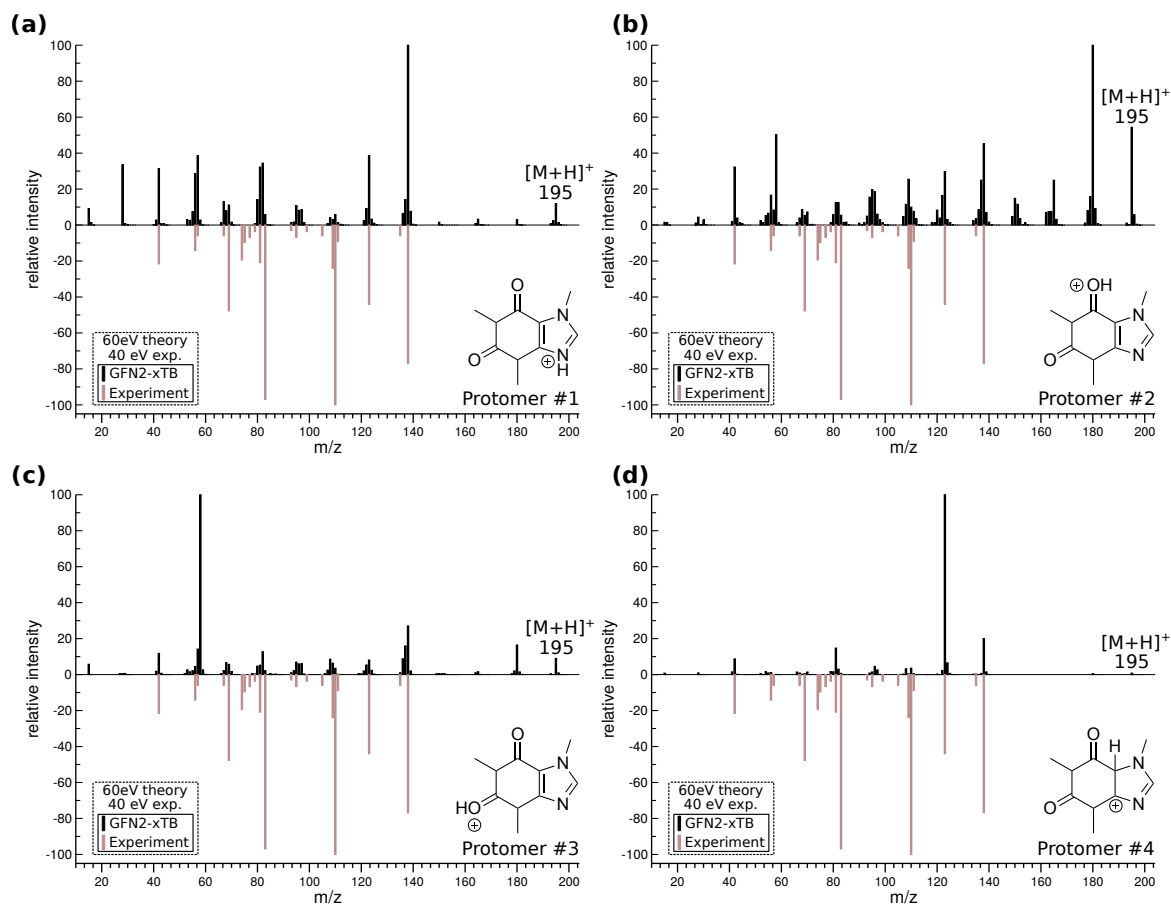 (a)
100
80
60
40
20
0
-20
-40
-60
-80
-100
relative intensity
[M+H]+
195
60eV theory
40 eV exp.
GFN2-xTB
Experiment
O
O
N
N
H
⊕
Protomer #1
20 40 60 80 100 120 140 160 180 200
m/z
(b)
100
80
60
40
20
0
-20
-40
-60
-80
-100
relative intensity
[M+H]+
195
60eV theory
40 eV exp.
GFN2-xTB
Experiment
⊕ OH
O
N
N
Protomer #2
20 40 60 80 100 120 140 160 180 200
m/z
(c)
100
80
60
40
20
0
-20
-40
-60
-80
-100
relative intensity
[M+H]+
195
60eV theory
40 eV exp.
GFN2-xTB
Experiment
O
N
N
HO
⊕
Protomer #3
20 40 60 80 100 120 140 160 180 200
m/z
(d)
100
80
60
40
20
0
-20
-40
-60
-80
-100
relative intensity
[M+H]+
195
60eV theory
40 eV exp.
GFN2-xTB
Experiment
O H
N
O
N
⊕
Protomer #4
20 40 60 80 100 120 140 160 180 200
m/z